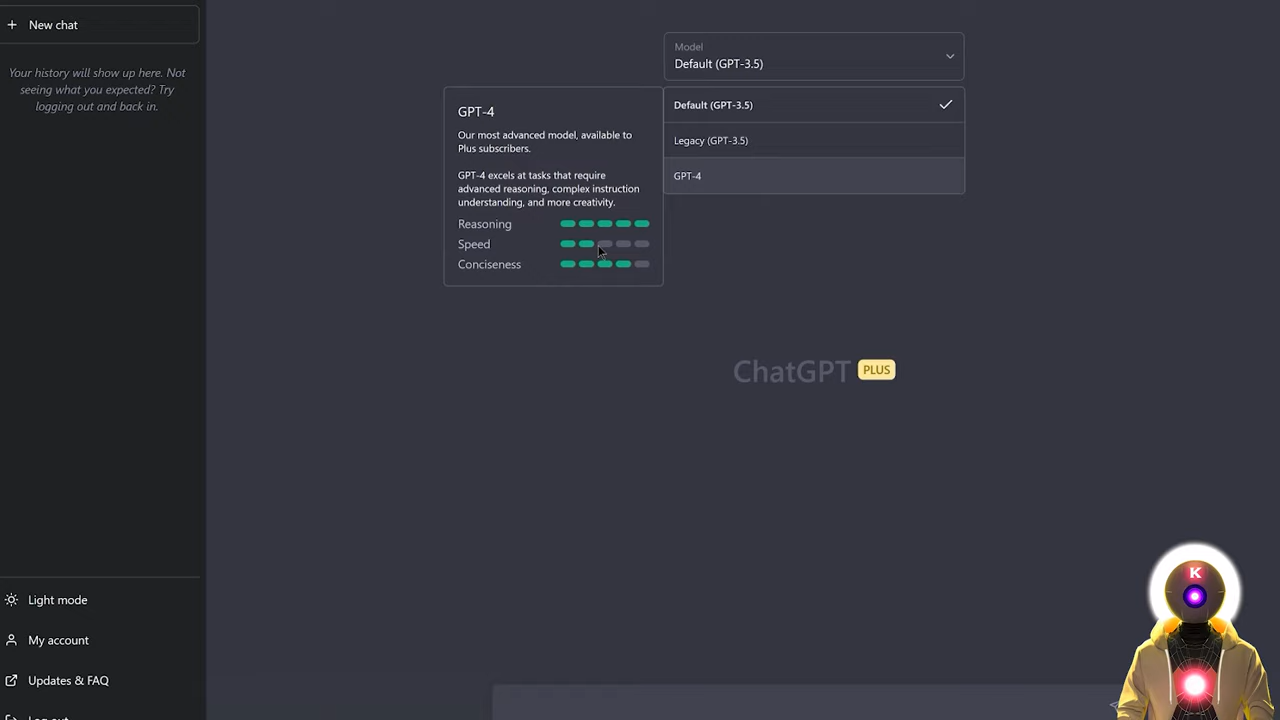 New chat
Your history will show up here. Not
seeing what you expected? Try
logging out and back in.
Model
Default (GPT-3.5)
Default (GPT-3.5)
Legacy (GPT-3.5)
GPT-4
GPT-4
Our most advanced model, available to
Plus subscribers.
GPT-4 excels at tasks that require
advanced reasoning, complex instruction
understanding, and more creativity.
Reasoning
Speed
Conciseness
ChatGPT PLUS
Light mode
My account
Updates & FAQ
Log out
K